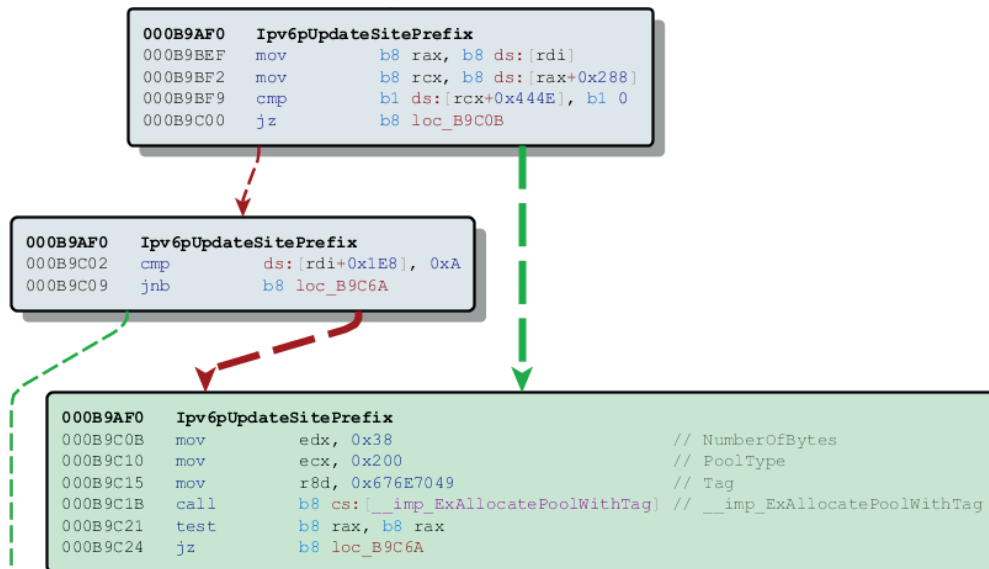 000B9AF0 Ipv6pUpdateSitePrefix
000B9BEF mov b8 rax, b8 ds:[rdi]
000B9BF2 mov b8 rcx, b8 ds:[rax+0x288]
000B9BF9 cmp b1 ds:[rcx+0x444E], b1 0
000B9C00 jz b8 loc_B9C0B
000B9AF0 Ipv6pUpdateSitePrefix
000B9C02 cmp ds:[rdi+0x1E8], 0xA
000B9C09 jnb b8 loc_B9C6A
000B9AF0 Ipv6pUpdateSitePrefix
000B9C0B mov edx, 0x38 // NumberOfBytes
000B9C10 mov ecx, 0x200 // PoolType
000B9C15 mov r8d, 0x676E7049 // Tag
000B9C1B call b8 cs:[__imp_ExAllocatePoolWithTag] // __imp_ExAllocatePoolWithTag
000B9C21 test b8 rax, b8 rax
000B9C24 jz b8 loc_B9C6A